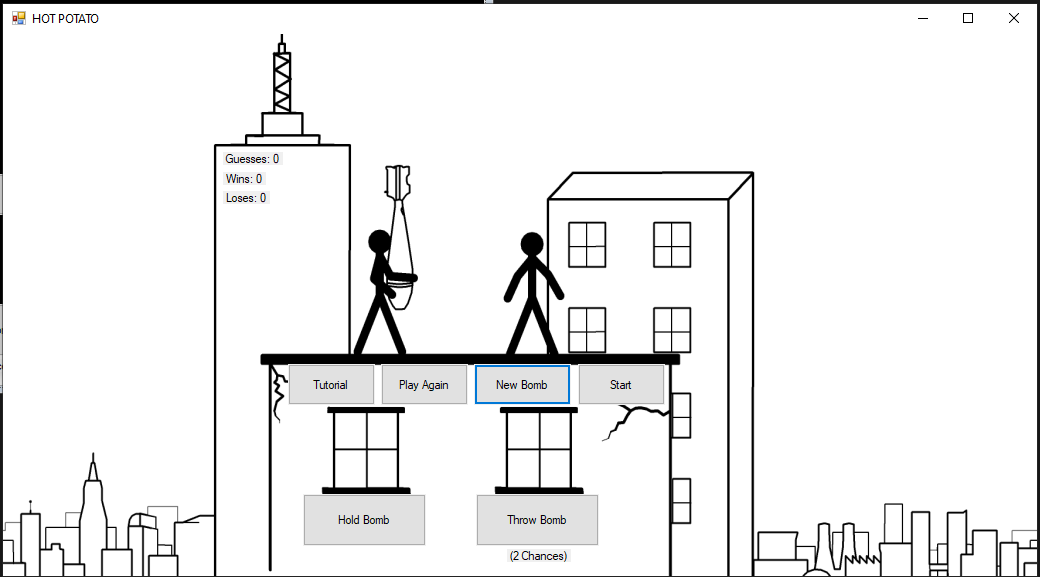 HOT POTATO
Guesses: 0
Wins: 0
Loses: 0
Tutorial
Play Again
New Bomb
Start
Hold Bomb
Throw Bomb
(2 Chances)